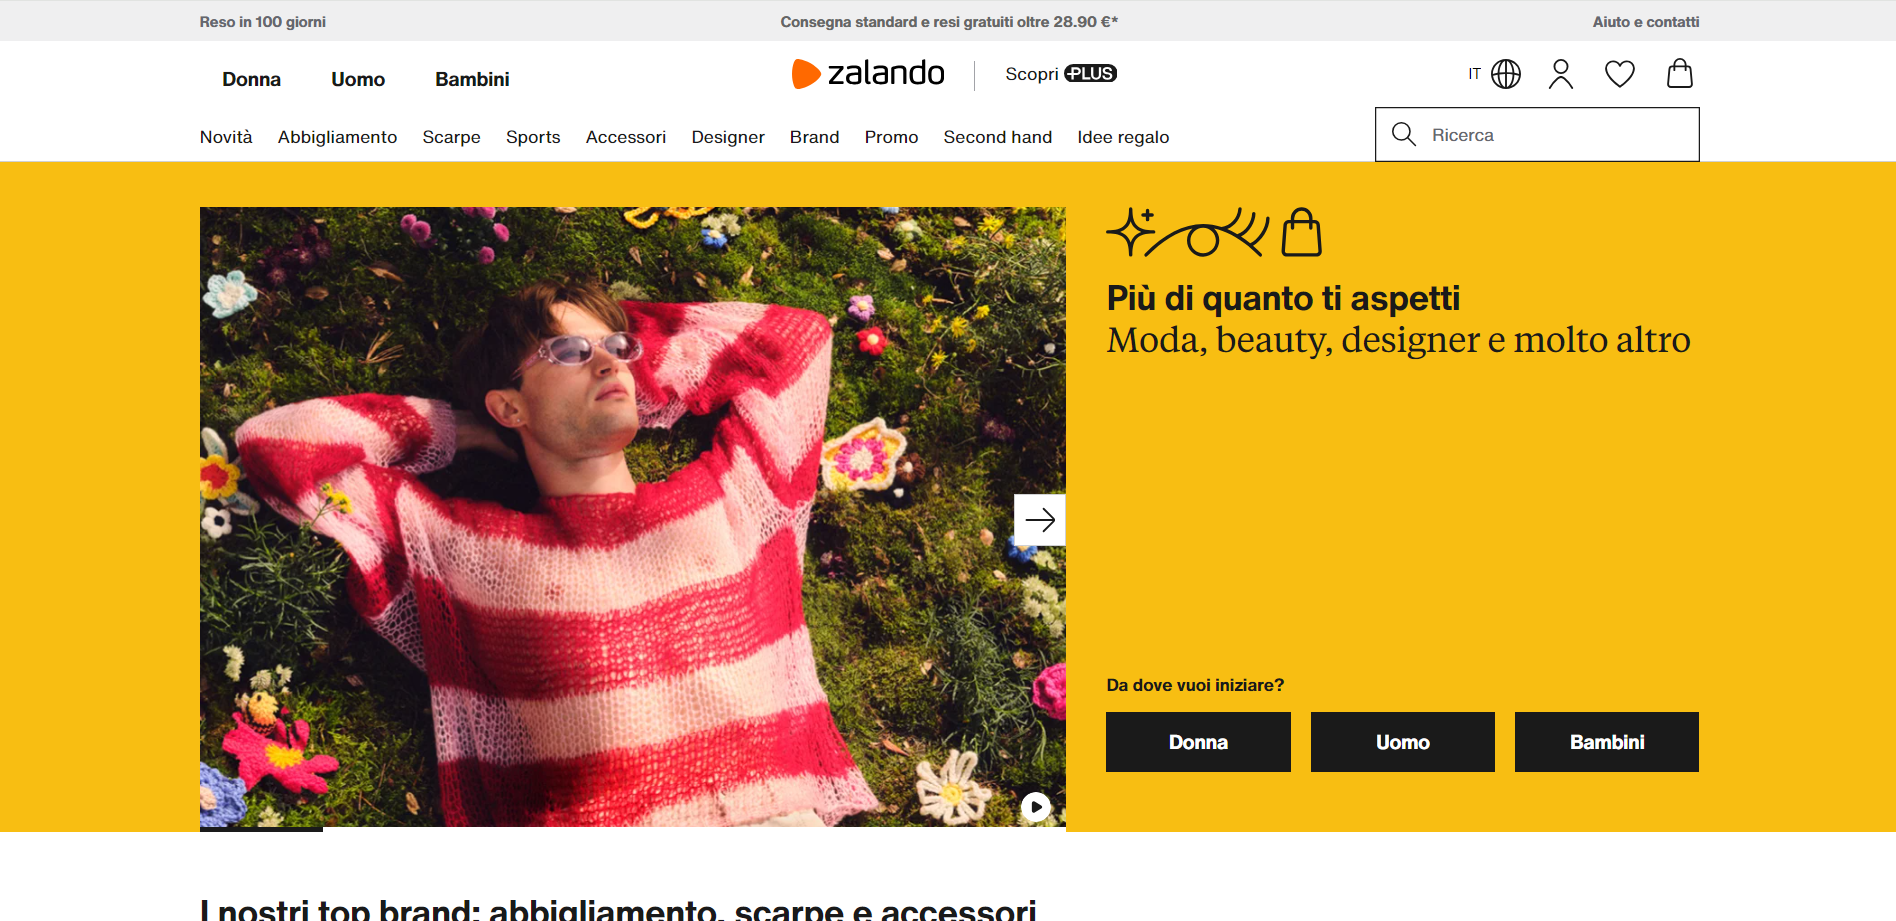 Reso in 100 giorni
Consegna standard e resi gratuiti oltre 28.90 €*
Aiuto e contatti
Donna
Uomo
Bambini
zalando
Scopri PLUS
IT
Novità
Abbigliamento
Scarpe
Sports
Accessori
Designer
Brand
Promo
Second hand
Idee regalo
Ricerca
Più di quanto ti aspetti
Moda, beauty, designer e molto altro
Da dove vuoi iniziare?
Donna
Uomo
Bambini
I nostri top brand: abbigliamento, scarpe e accessori